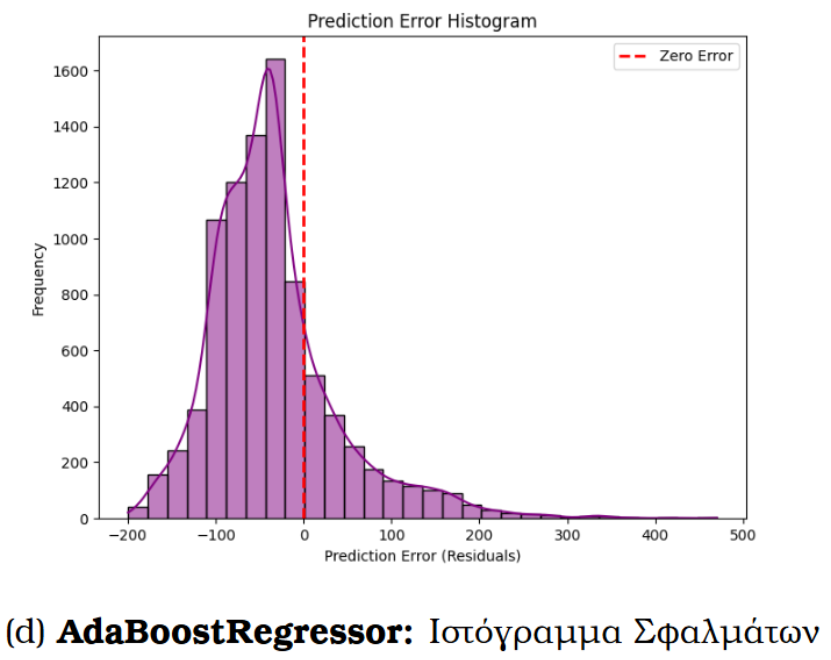 Prediction Error Histogram
Zero Error
1600
1400
1200
1000
800
600
400
200
0
Frequency
−200 −100 0 100 200 300 400 500
Prediction Error (Residuals)
(d) AdaBoostRegressor: Ιστόγραμμα Σφαλμάτων